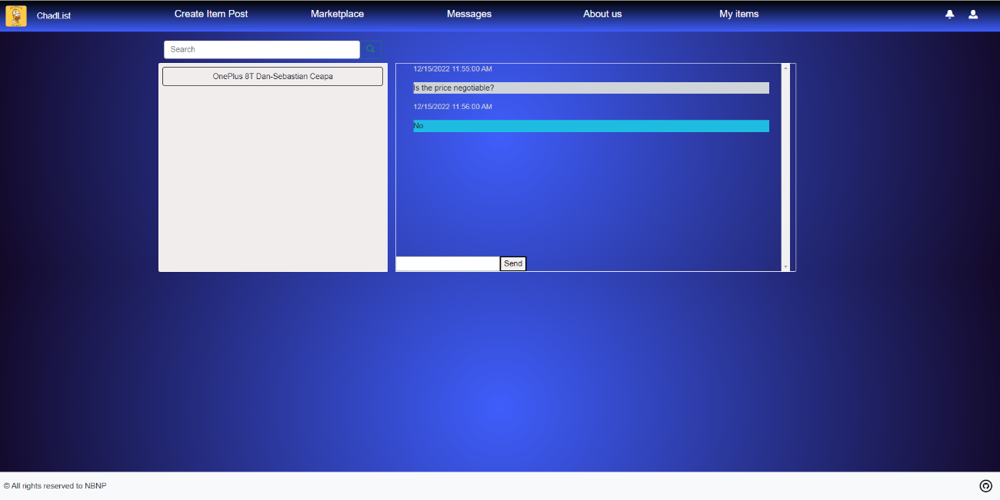 ChadList
Create Item Post
Marketplace
Messages
About us
My items
Search
OnePlus 8T Dan-Sebastian Ceapa
12/15/2022 11:55:00 AM
Is the price negotiable?
12/15/2022 11:56:00 AM
No
Send
© All rights reserved to NBNP